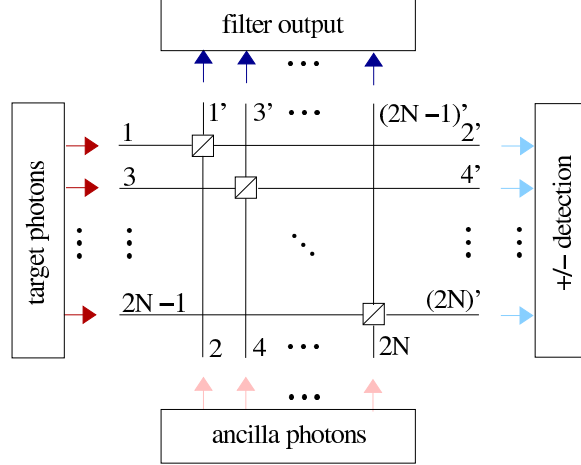 filter output
1' 3' (2N-1)'
1 2'
3 4'
target photons
+/- detection
2N-1 (2N)'
2 4 2N
ancilla photons